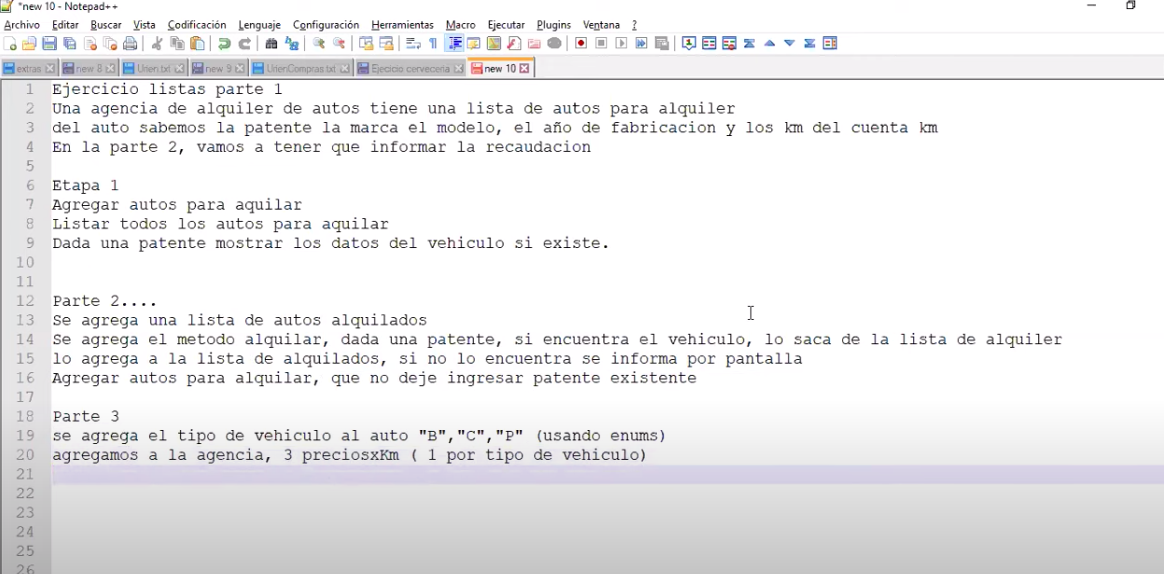 *new 10 - Notepad++
Archivo Editar Buscar Vista Codificación Lenguaje Configuración Herramientas Macro Ejecutar Plugins Ventana ?
extras new 8 Urien.txt new 9 UrienCompras.txt Ejecicio cerveceria new 10
1 Ejercicio listas parte 1
2 Una agencia de alquiler de autos tiene una lista de autos para alquiler
3 del auto sabemos la patente la marca el modelo, el año de fabricacion y los km del cuenta km
4 En la parte 2, vamos a tener que informar la recaudacion
5
6 Etapa 1
7 Agregar autos para aquilar
8 Listar todos los autos para aquilar
9 Dada una patente mostrar los datos del vehiculo si existe.
10
11
12 Parte 2....
13 Se agrega una lista de autos alquilados
14 Se agrega el metodo alquilar, dada una patente, si encuentra el vehiculo, lo saca de la lista de alquiler
15 lo agrega a la lista de alquilados, si no lo encuentra se informa por pantalla
16 Agregar autos para alquilar, que no deje ingresar patente existente
17
18 Parte 3
19 se agrega el tipo de vehiculo al auto "B","C","P" (usando enums)
20 agregamos a la agencia, 3 preciosxKm ( 1 por tipo de vehiculo)
21
22
23
24
25
26